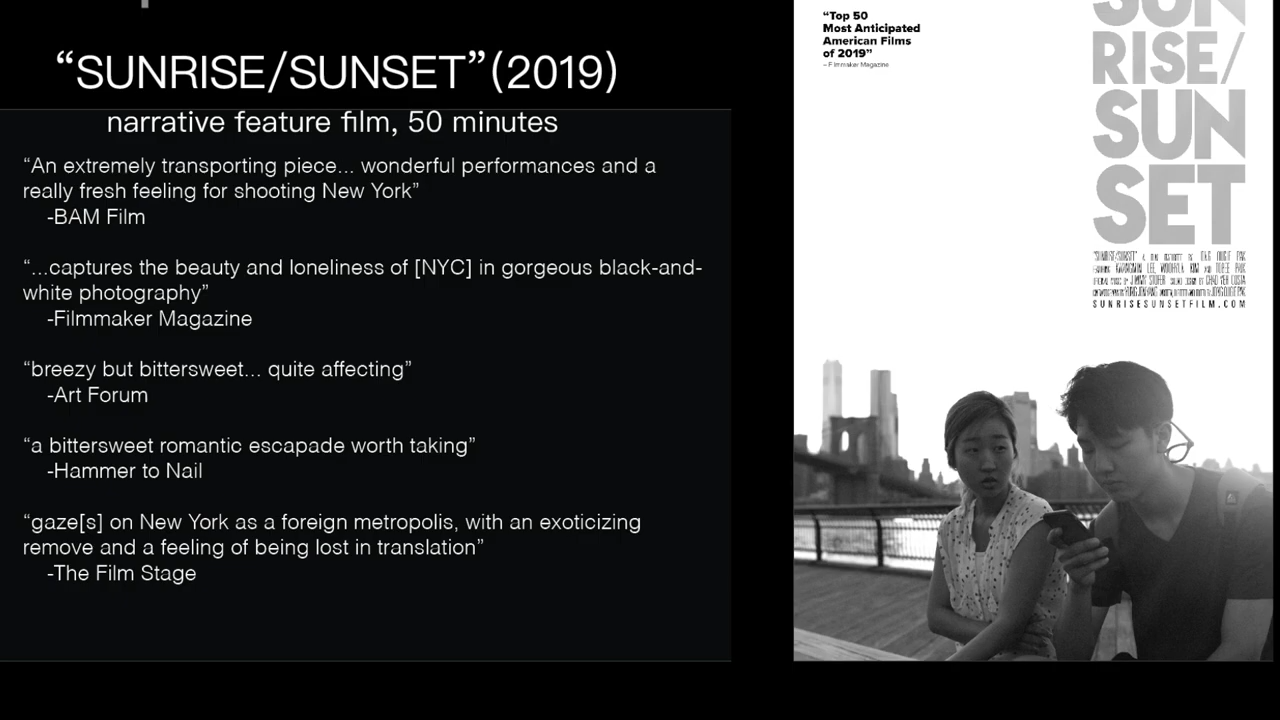 “SUNRISE/SUNSET”(2019)
narrative feature film, 50 minutes
“An extremely transporting piece... wonderful performances and a
really fresh feeling for shooting New York”
-BAM Film
“...captures the beauty and loneliness of [NYC] in gorgeous black-and-
white photography”
-Filmmaker Magazine
“breezy but bittersweet... quite affecting”
-Art Forum
“a bittersweet romantic escapade worth taking”
-Hammer to Nail
“gaze[s] on New York as a foreign metropolis, with an exoticizing
remove and a feeling of being lost in translation”
-The Film Stage
“Top 50
Most Anticipated
American Films
of 2019”
– Filmmaker Magazine
SUN
RISE/
SUN
SET
SUNRISESUNSETFILM.COM